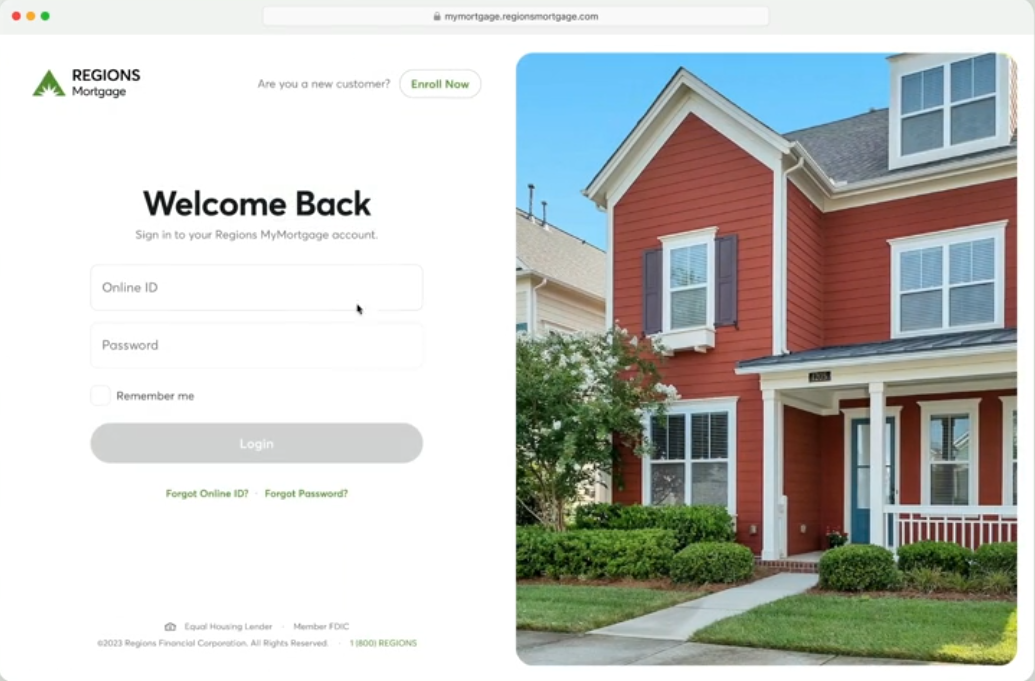 mymortgage.regionsmortgage.com
REGIONS
Mortgage
Are you a new customer? Enroll Now
Welcome Back
Sign in to your Regions MyMortgage account.
Online ID
Password
Remember me
Login
Forgot Online ID? · Forgot Password?
Equal Housing Lender · Member FDIC
©2023 Regions Financial Corporation. All Rights Reserved. · 1 (800) REGIONS